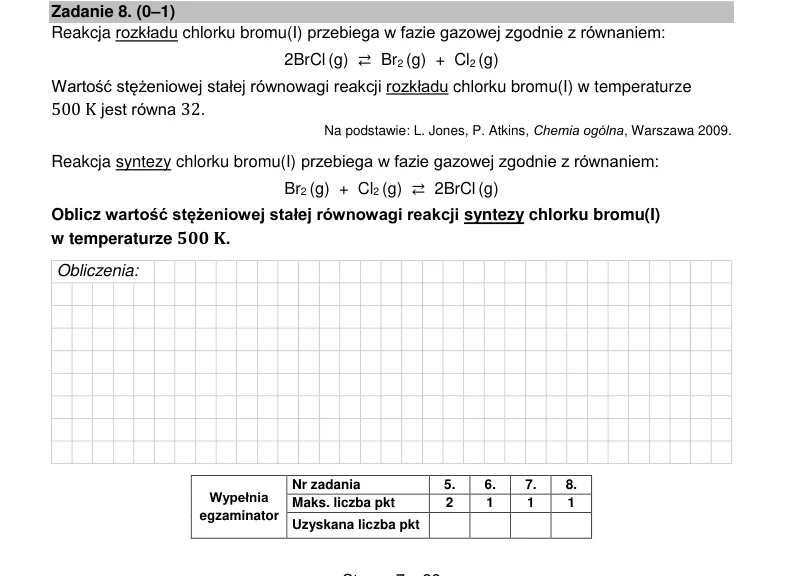 Zadanie 8. (0–1)
Reakcja rozkładu chlorku bromu(I) przebiega w fazie gazowej zgodnie z równaniem:
2BrCl (g) ⇄ Br₂ (g) + Cl₂ (g)
Wartość stężeniowej stałej równowagi reakcji rozkładu chlorku bromu(I) w temperaturze
500 K jest równa 32.
Na podstawie: L. Jones, P. Atkins, Chemia ogólna, Warszawa 2009.
Reakcja syntezy chlorku bromu(I) przebiega w fazie gazowej zgodnie z równaniem:
Br₂ (g) + Cl₂ (g) ⇄ 2BrCl (g)
Oblicz wartość stężeniowej stałej równowagi reakcji syntezy chlorku bromu(I)
w temperaturze 500 K.
Obliczenia:
Wypełnia egzaminator
Nr zadania 5. 6. 7. 8.
Maks. liczba pkt 2 1 1 1
Uzyskana liczba pkt